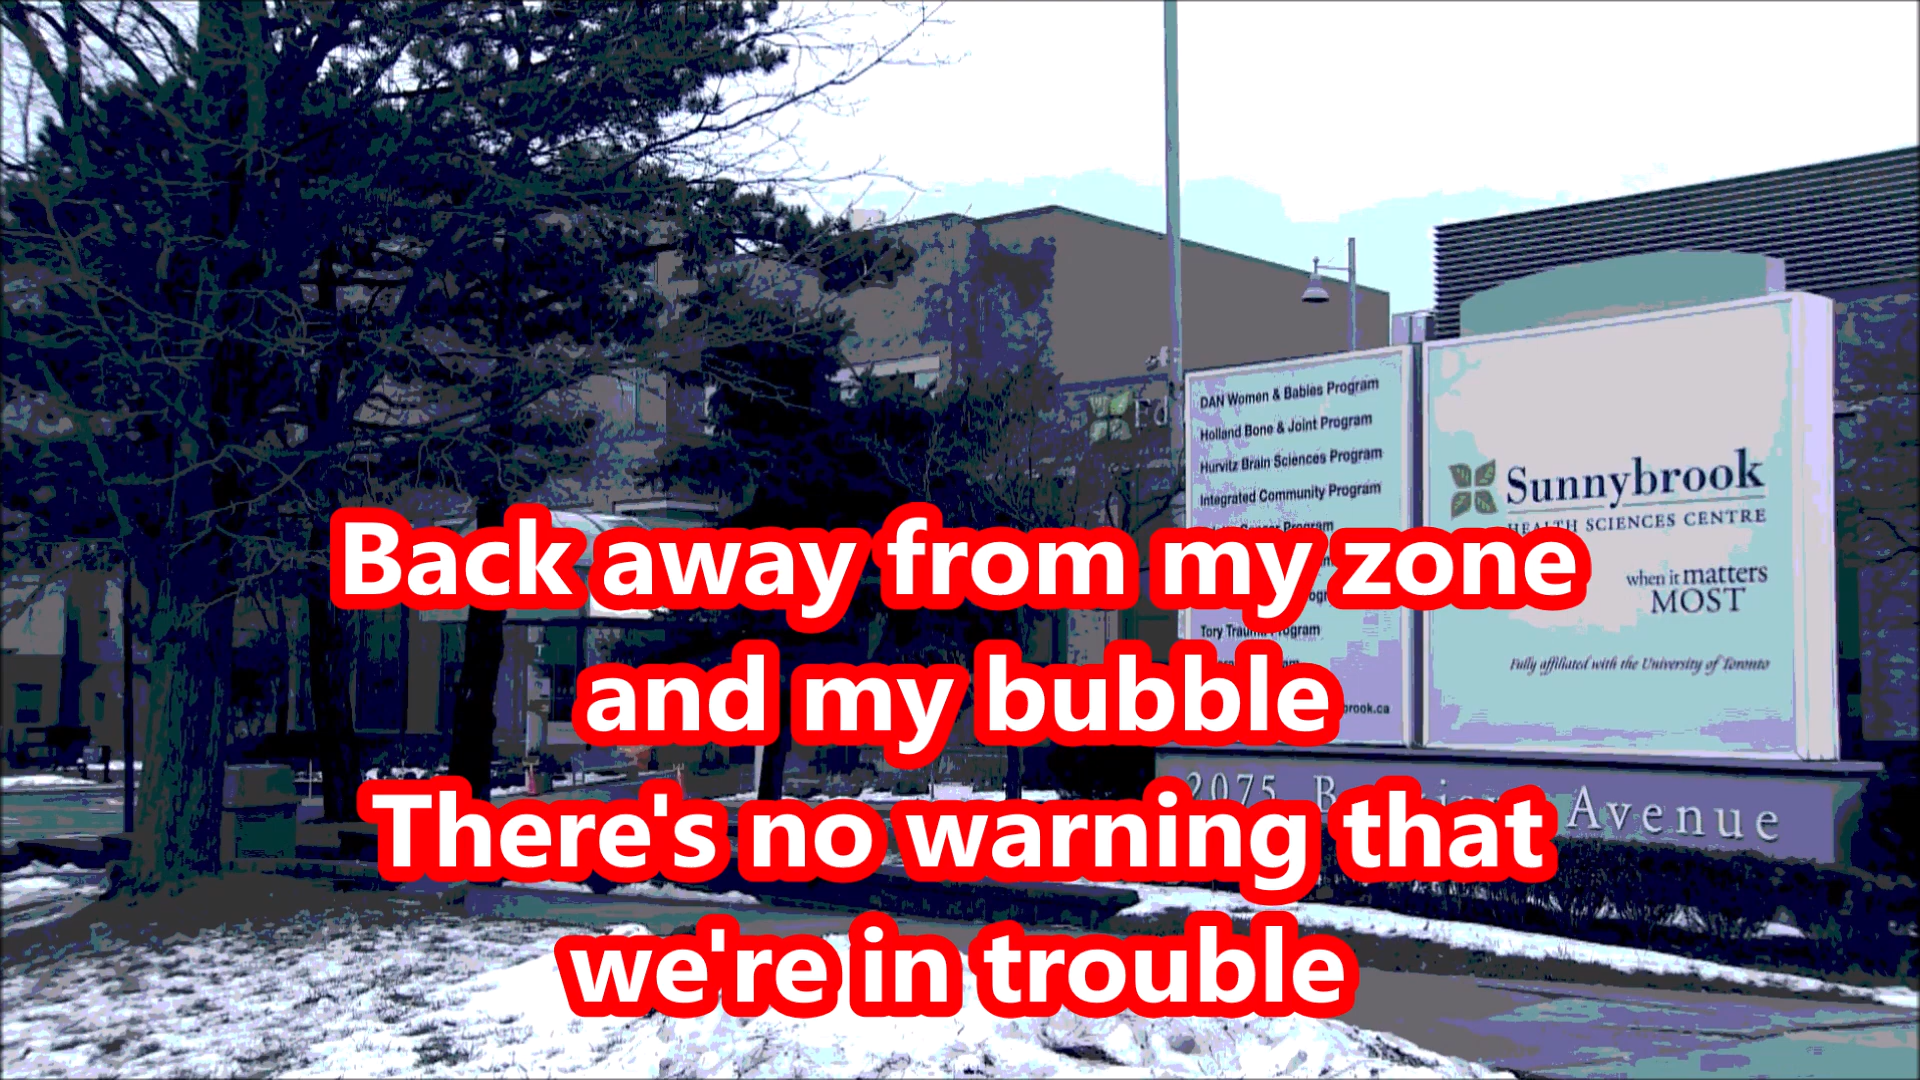 Back away from my zone
and my bubble
There's no warning that
we're in trouble
DAN Women & Babies Program
Holland Bone & Joint Program
Hurvitz Brain Sciences Program
Integrated Community Program
Program
Tory
Sunnybrook
HEALTH SCIENCES CENTRE
when it matters
MOST
Fully affiliated with the University of Toronto
2075
Avenue